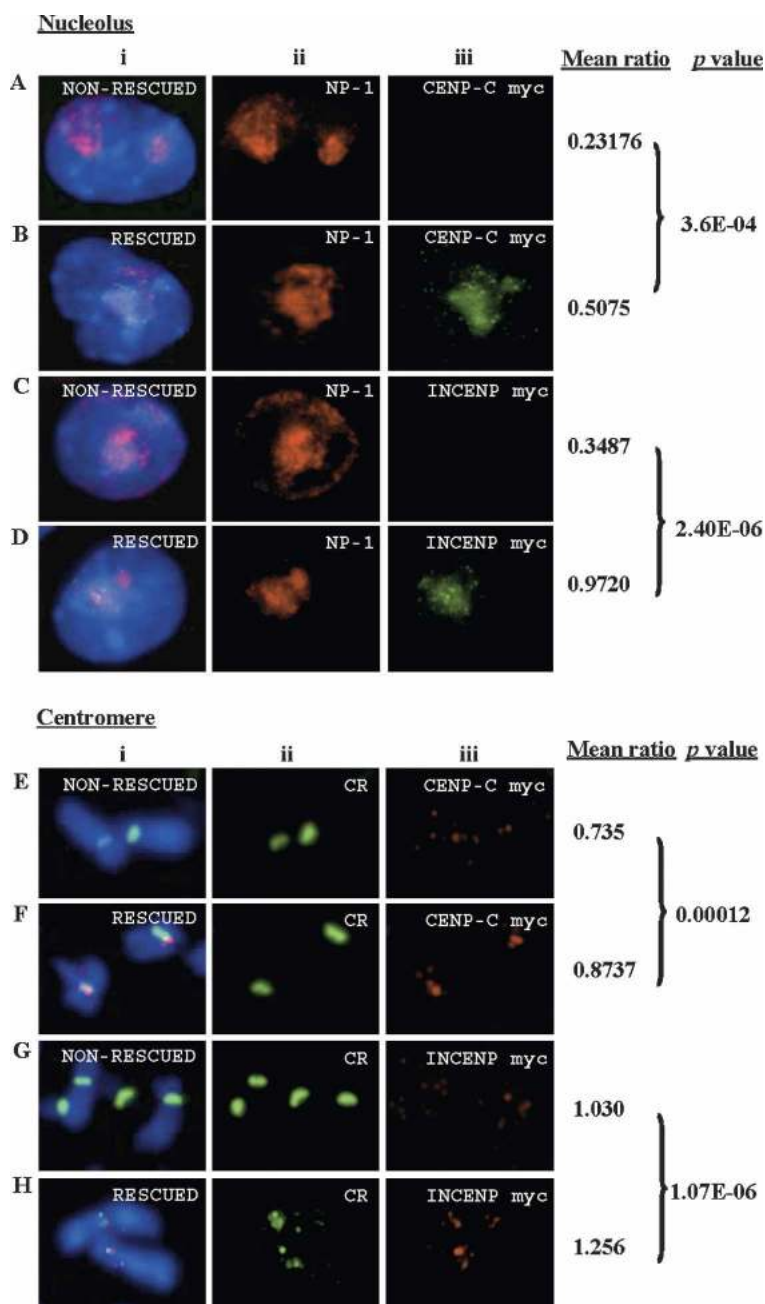 Nucleolus
i ii iii Mean ratio p value
A NON-RESCUED NP-1 CENP-C myc
0.23176
3.6E-04
B RESCUED NP-1 CENP-C myc
0.5075
C NON-RESCUED NP-1 INCENP myc
0.3487
2.40E-06
D RESCUED NP-1 INCENP myc
0.9720
Centromere
i ii iii Mean ratio p value
E NON-RESCUED CR CENP-C myc
0.735
0.00012
F RESCUED CR CENP-C myc
0.8737
G NON-RESCUED CR INCENP myc
1.030
1.07E-06
H RESCUED CR INCENP myc
1.256